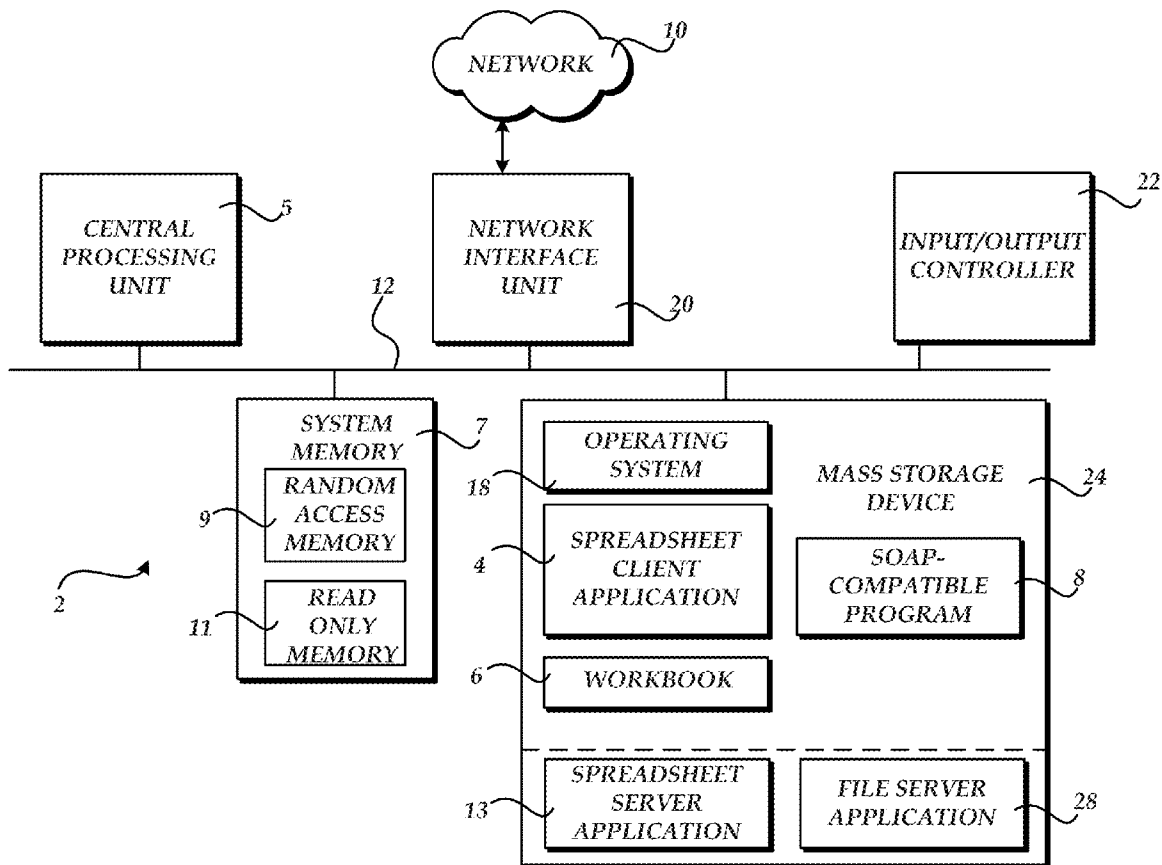 10
NETWORK
5
CENTRAL
PROCESSING
UNIT
NETWORK
INTERFACE
UNIT
20
22
INPUT/OUTPUT
CONTROLLER
12
SYSTEM
MEMORY
7
RANDOM
ACCESS
MEMORY
9
READ
ONLY
MEMORY
11
2
OPERATING
SYSTEM
18
MASS STORAGE
DEVICE
24
SPREADSHEET
CLIENT
APPLICATION
4
SOAP-
COMPATIBLE
PROGRAM
8
WORKBOOK
6
SPREADSHEET
SERVER
APPLICATION
13
FILE SERVER
APPLICATION
28